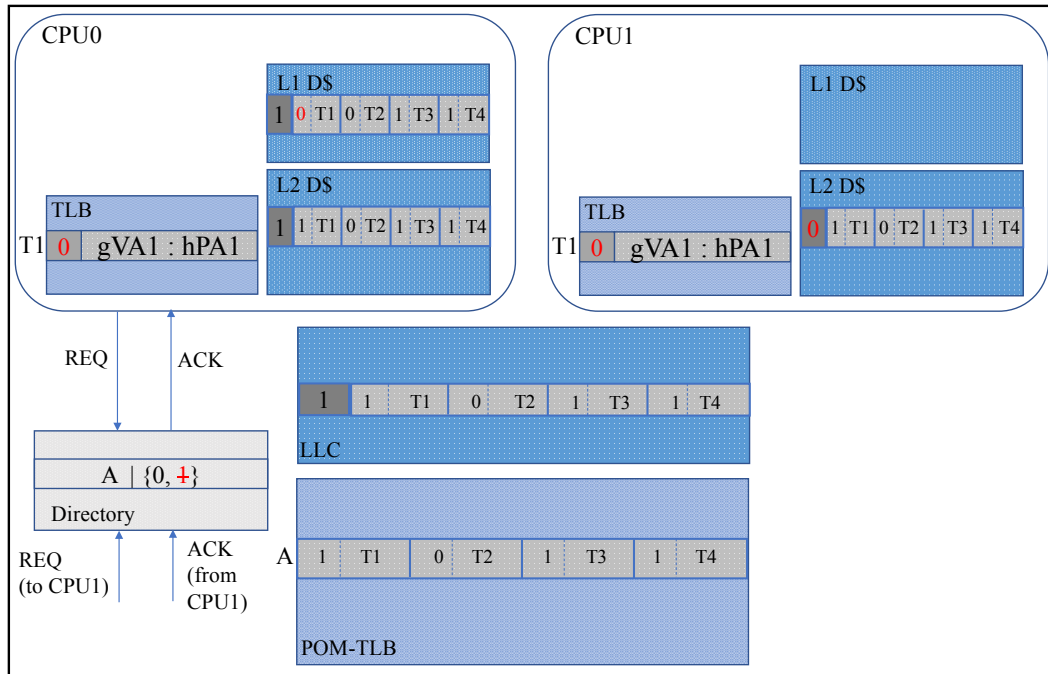 CPU0
L1 D$
1 0 T1 0 T2 1 T3 1 T4
L2 D$
1 1 T1 0 T2 1 T3 1 T4
TLB
T1 0 gVA1 : hPA1
CPU1
L1 D$
L2 D$
0 1 T1 0 T2 1 T3 1 T4
TLB
T1 0 gVA1 : hPA1
REQ
ACK
1 1 T1 0 T2 1 T3 1 T4
LLC
A | {0, 1}
Directory
REQ
(to CPU1)
ACK
(from
CPU1)
A 1 T1 0 T2 1 T3 1 T4
POM-TLB